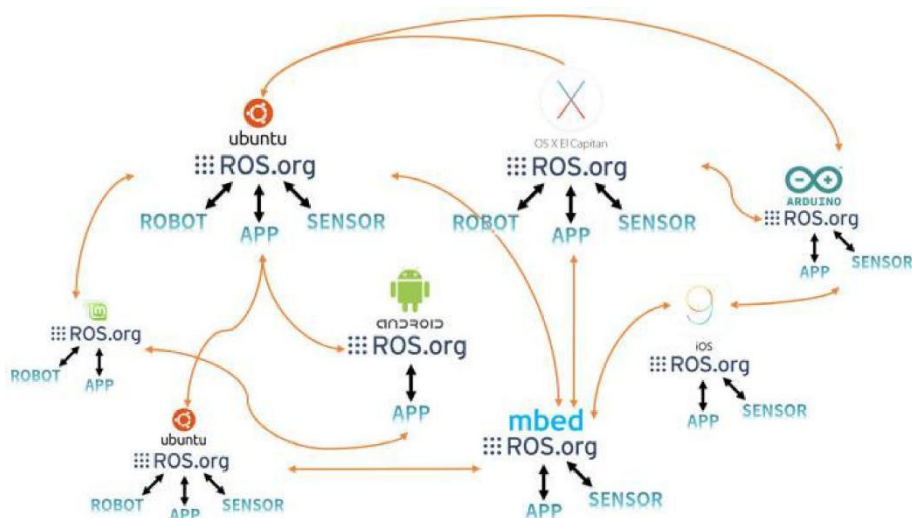 ubuntu
ROS.org
ROBOT
APP
SENSOR
OS X El Capitan
ROS.org
ROBOT
APP
SENSOR
ARDUINO
ROS.org
APP
SENSOR
ROS.org
ROBOT
APP
ANDROID
ROS.org
APP
iOS
ROS.org
APP
SENSOR
ubuntu
ROS.org
ROBOT
APP
SENSOR
mbed
ROS.org
APP
SENSOR